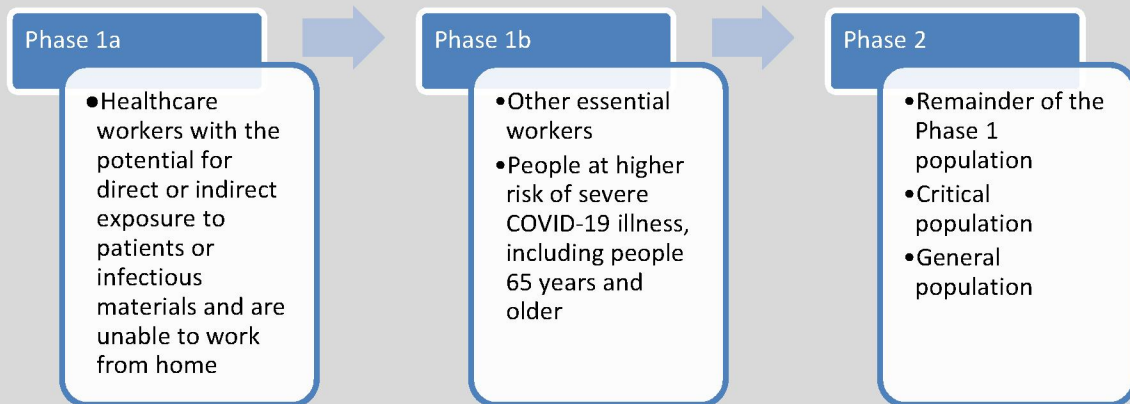 Phase 1a
●Healthcare
workers with the
potential for
direct or indirect
exposure to
patients or
infectious
materials and are
unable to work
from home
Phase 1b
•Other essential
workers
•People at higher
risk of severe
COVID-19 illness,
including people
65 years and
older
Phase 2
•Remainder of the
Phase 1
population
•Critical
population
•General
population